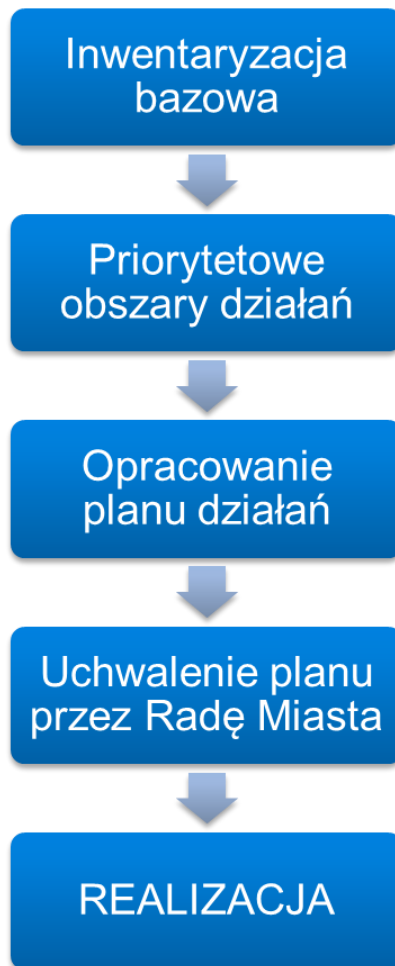 Inwentaryzacja
bazowa
Priorytetowe
obszary działań
Opracowanie
planu działań
Uchwalenie planu
przez Radę Miasta
REALIZACJA